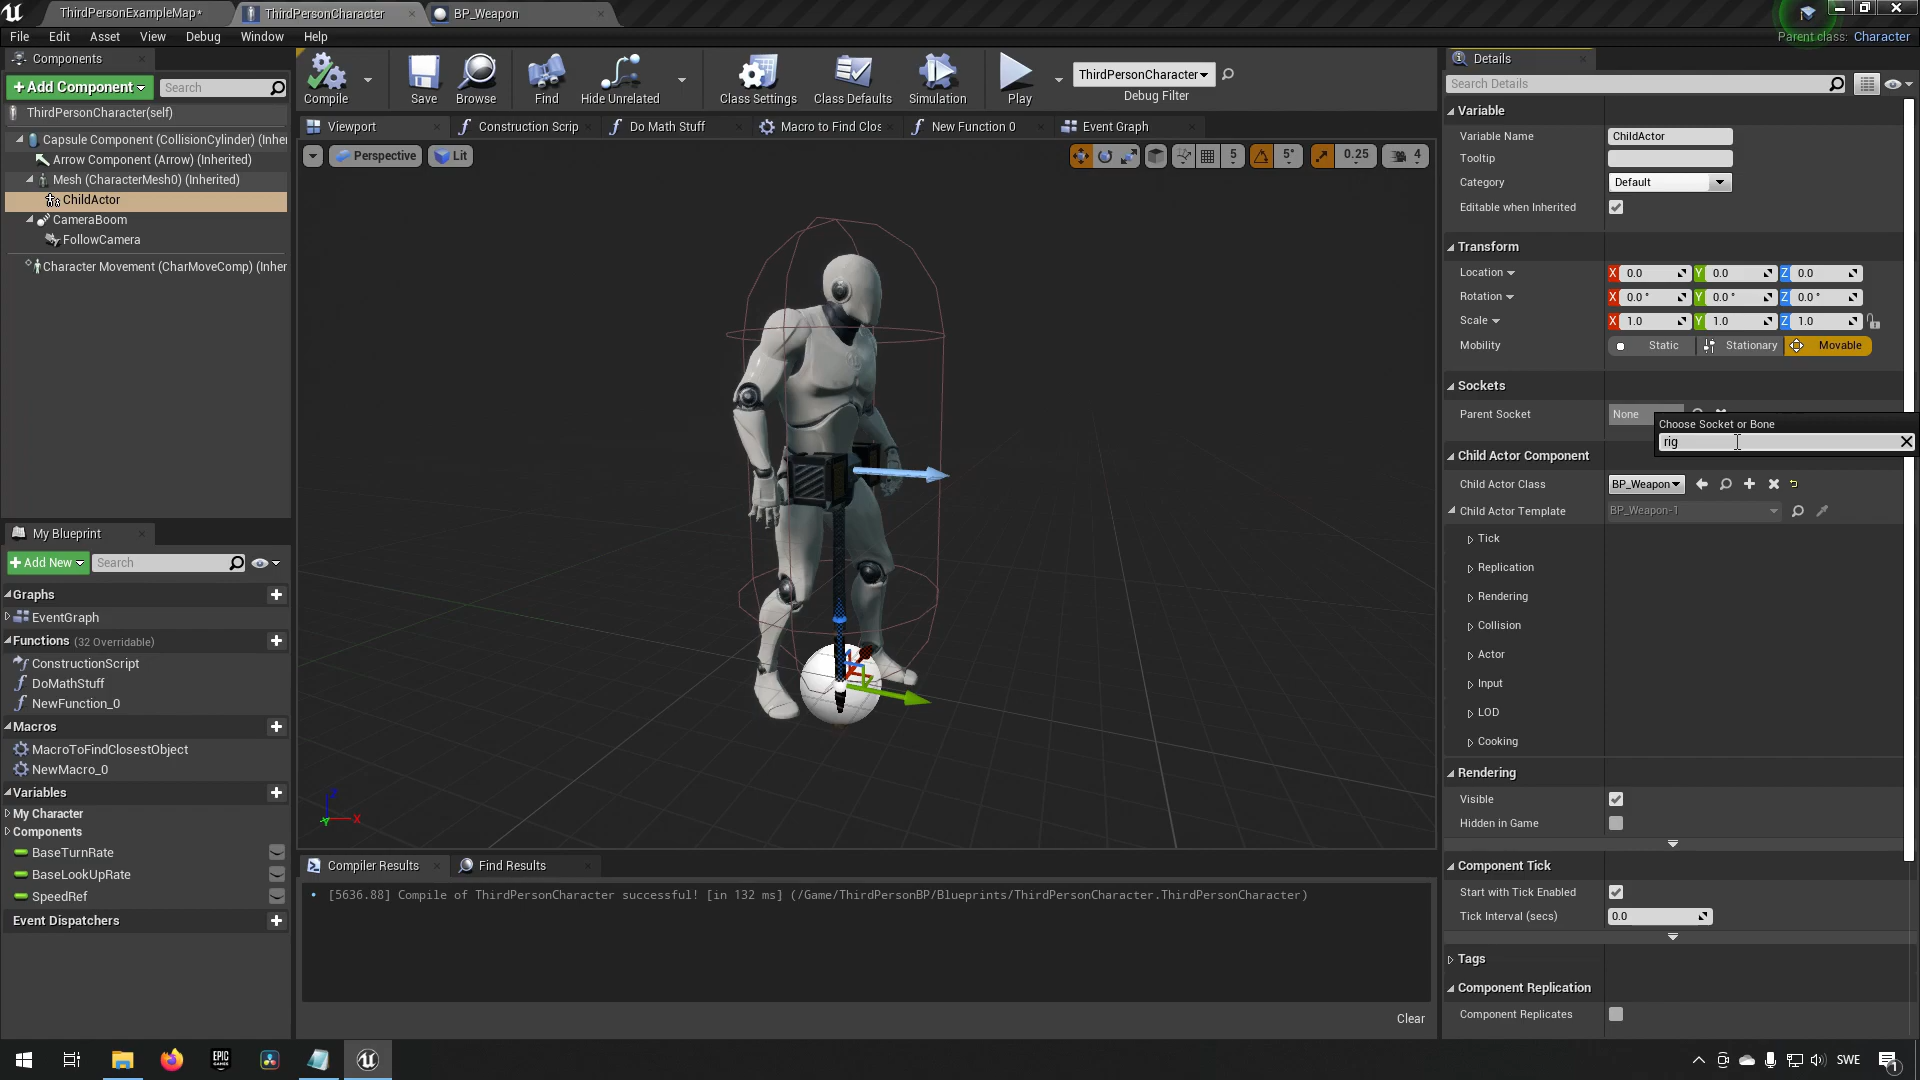 ThirdPersonExampleMap*
ThirdPersonCharacter
BP_Weapon
File Edit Asset View Debug Window Help
Parent class: Character
Components
+Add Component
Search
ThirdPersonCharacter(self)
Capsule Component (CollisionCylinder) (Inher
Arrow Component (Arrow) (Inherited)
Mesh (CharacterMesh0) (Inherited)
ChildActor
CameraBoom
FollowCamera
Character Movement (CharMoveComp) (Inher
My Blueprint
+Add New
Search
Graphs
EventGraph
Functions (32 Overridable)
ConstructionScript
DoMathStuff
NewFunction_0
Macros
MacroToFindClosestObject
NewMacro_0
Variables
My Character
Components
BaseTurnRate
BaseLookUpRate
SpeedRef
Event Dispatchers
Compile
Save
Browse
Find
Hide Unrelated
Class Settings
Class Defaults
Simulation
Play
ThirdPersonCharacter
Debug Filter
Viewport
Construction Scrip
Do Math Stuff
Macro to Find Clos
New Function 0
Event Graph
Perspective
Lit
5
5°
0.25
4
Z
X
Y
Compiler Results
Find Results
[5636.88] Compile of ThirdPersonCharacter successful! [in 132 ms] (/Game/ThirdPersonBP/Blueprints/ThirdPersonCharacter.ThirdPersonCharacter)
Clear
Details
Search Details
Variable
Variable Name ChildActor
Tooltip
Category Default
Editable when Inherited
Transform
Location X 0.0 Y 0.0 Z 0.0
Rotation X 0.0 ° Y 0.0 ° Z 0.0 °
Scale X 1.0 Y 1.0 Z 1.0
Mobility Static Stationary Movable
Sockets
Parent Socket None
Choose Socket or Bone
rig
Child Actor Component
Child Actor Class BP_Weapon
Child Actor Template BP_Weapon-1
Tick
Replication
Rendering
Collision
Actor
Input
LOD
Cooking
Rendering
Visible
Hidden in Game
Component Tick
Start with Tick Enabled
Tick Interval (secs) 0.0
Tags
Component Replication
Component Replicates
EPIC
GAMES
SWE
1